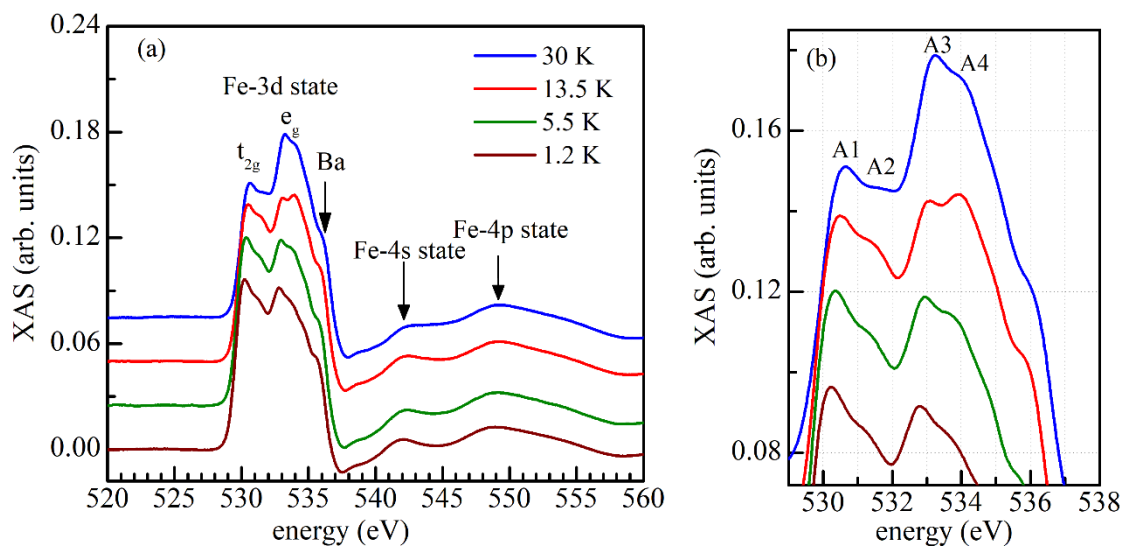 (a)
30 K
13.5 K
5.5 K
1.2 K
Fe-3d state
e_g
t_2g
Ba
Fe-4s state
Fe-4p state
0.24
0.18
0.12
0.06
0.00
XAS (arb. units)
520 525 530 535 540 545 550 555 560
energy (eV)
(b)
A3
A4
A1
A2
0.16
0.12
0.08
XAS (arb. units)
530 532 534 536 538
energy (eV)